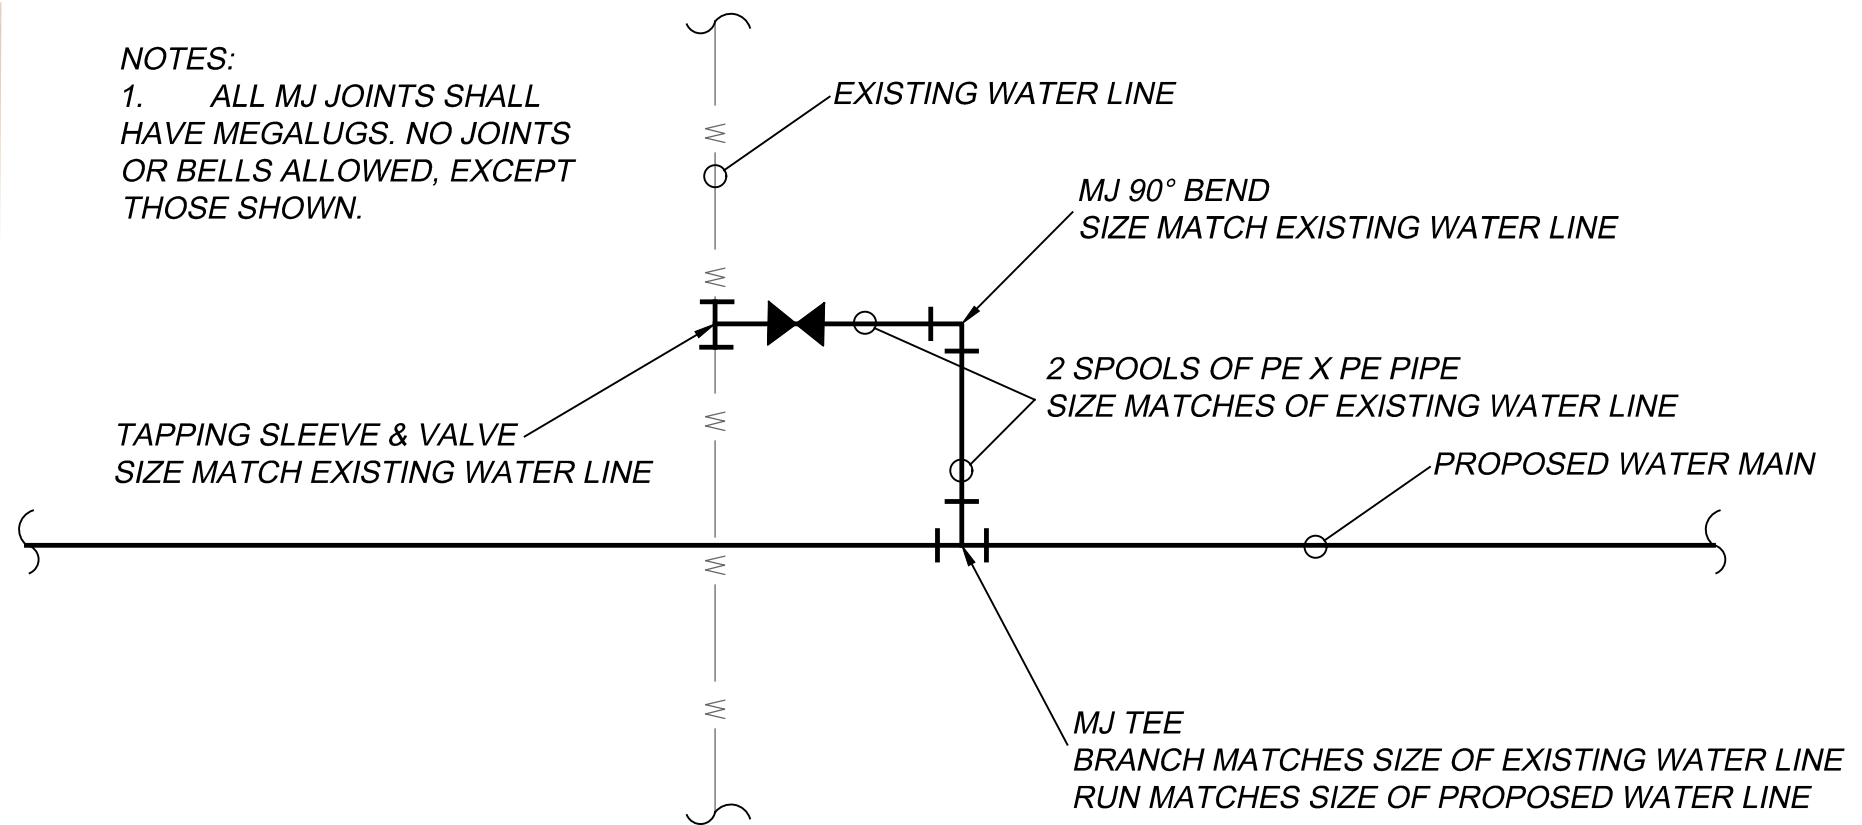 NOTES:
1. ALL MJ JOINTS SHALL
HAVE MEGALUGS. NO JOINTS
OR BELLS ALLOWED, EXCEPT
THOSE SHOWN.
EXISTING WATER LINE
MJ 90° BEND
SIZE MATCH EXISTING WATER LINE
2 SPOOLS OF PE X PE PIPE
SIZE MATCHES OF EXISTING WATER LINE
TAPPING SLEEVE & VALVE
SIZE MATCH EXISTING WATER LINE
PROPOSED WATER MAIN
MJ TEE
BRANCH MATCHES SIZE OF EXISTING WATER LINE
RUN MATCHES SIZE OF PROPOSED WATER LINE
W
W
W
W
W